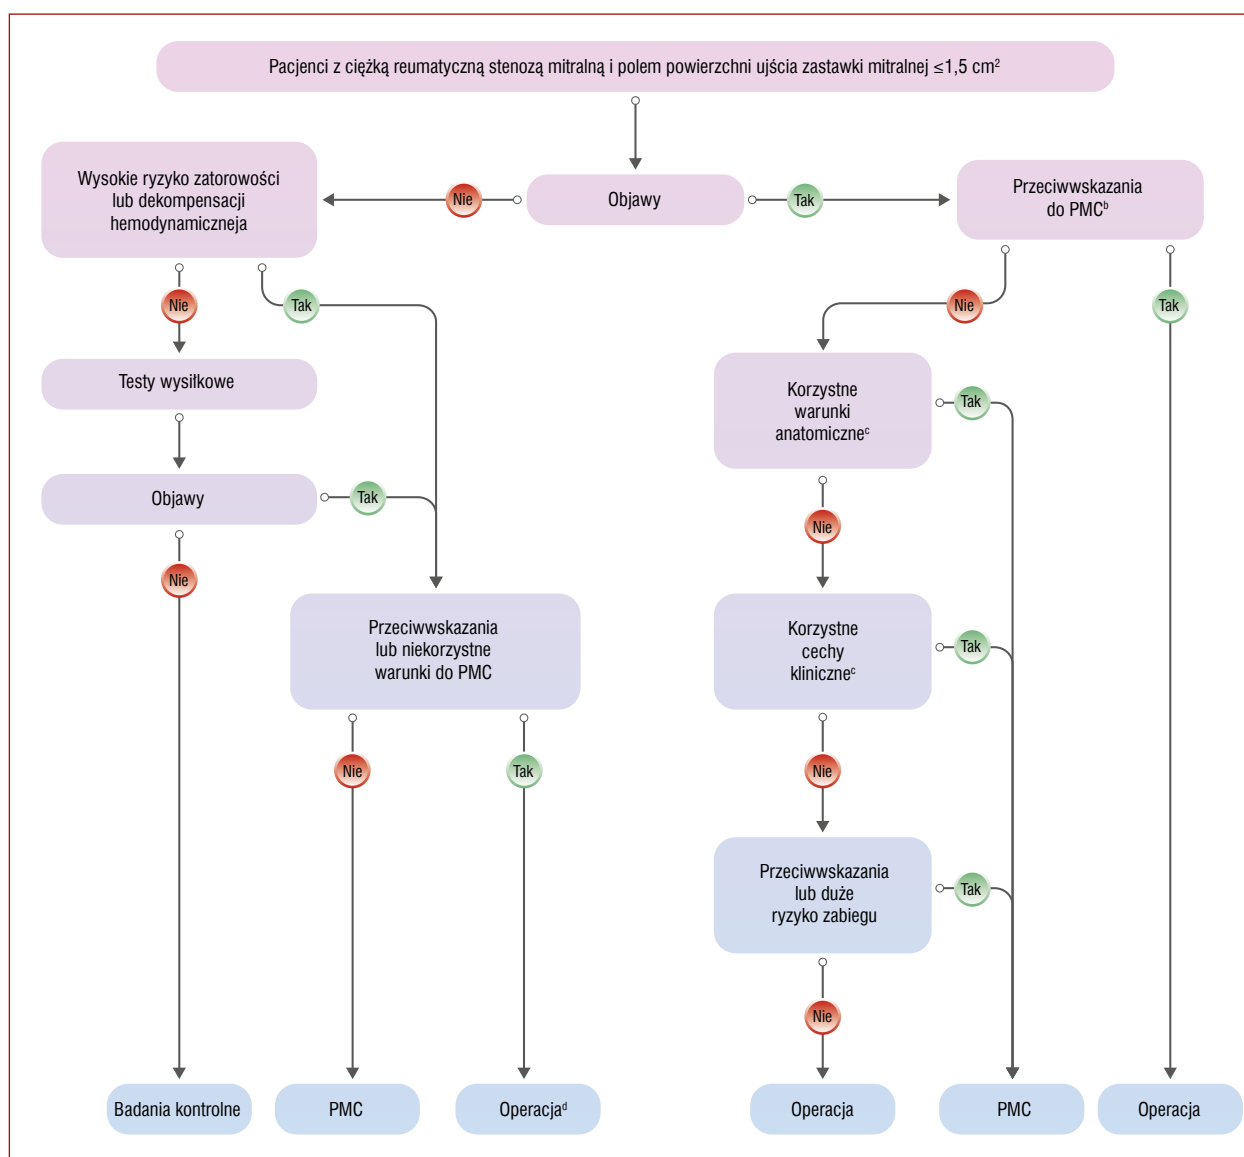 Pacjenci z ciężką reumatyczną stenozą mitralną i polem powierzchni ujścia zastawki mitralnej ≤1,5 cm²
Wysokie ryzyko zatorowości
lub dekompensacji
hemodynamiczneja
Nie
Objawy
Tak
Przeciwwskazania
do PMCᵇ
Nie
Tak
Nie
Tak
Testy wysiłkowe
Korzystne
warunki
anatomiczneᶜ
Tak
Objawy
Tak
Nie
Nie
Przeciwwskazania
lub niekorzystne
warunki do PMC
Korzystne
cechy
kliniczneᶜ
Tak
Nie
Tak
Nie
Przeciwwskazania
lub duże
ryzyko zabiegu
Tak
Nie
Badania kontrolne
PMC
Operacjaᵈ
Operacja
PMC
Operacja